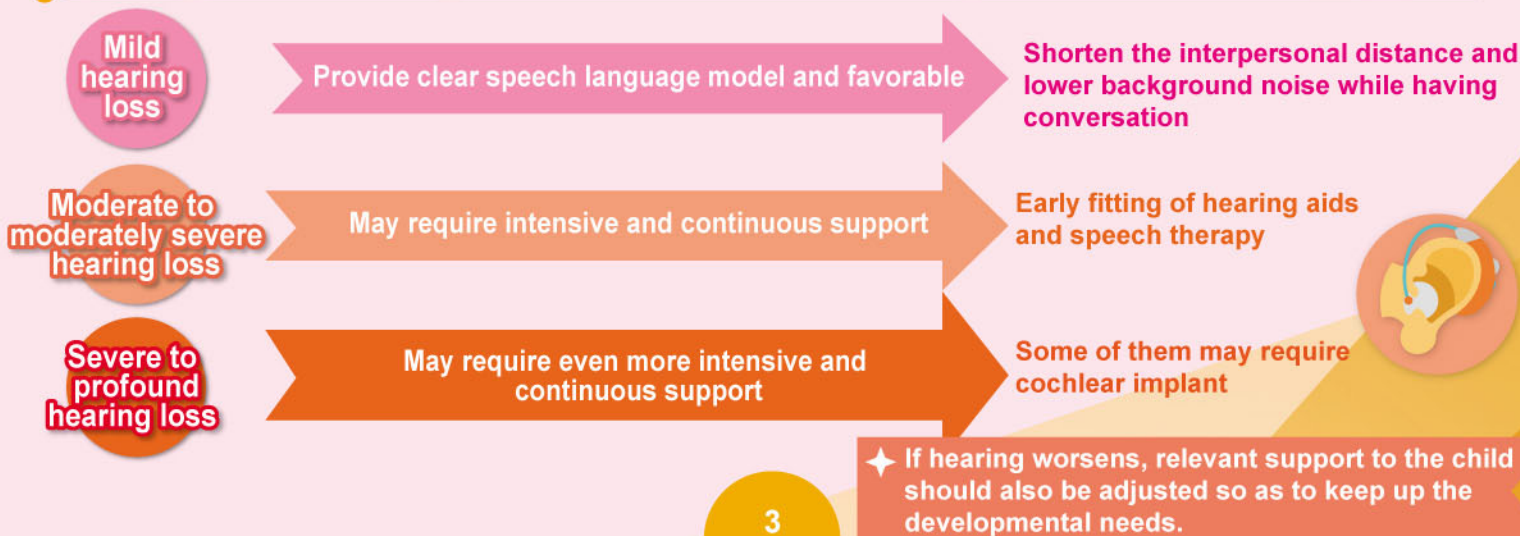 Mild
hearing
loss
Provide clear speech language model and favorable
Shorten the interpersonal distance and
lower background noise while having
conversation
Moderate to
moderately severe
hearing loss
May require intensive and continuous support
Early fitting of hearing aids
and speech therapy
Severe to
profound
hearing loss
May require even more intensive and
continuous support
Some of them may require
cochlear implant
If hearing worsens, relevant support to the child
should also be adjusted so as to keep up the
developmental needs.
3